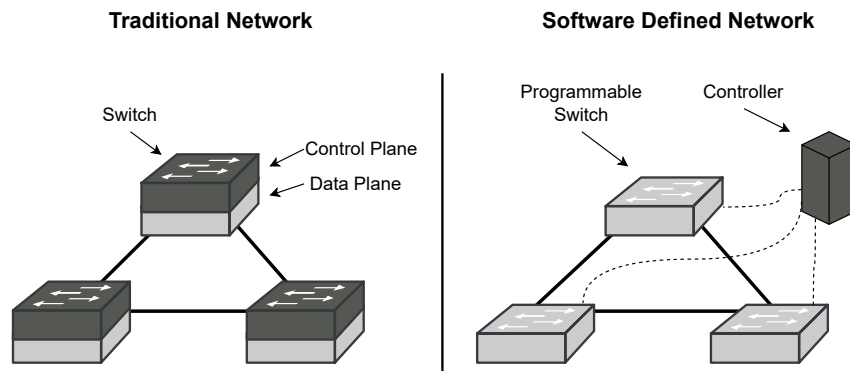 Traditional Network
Switch
Control Plane
Data Plane
Software Defined Network
Programmable
Switch
Controller